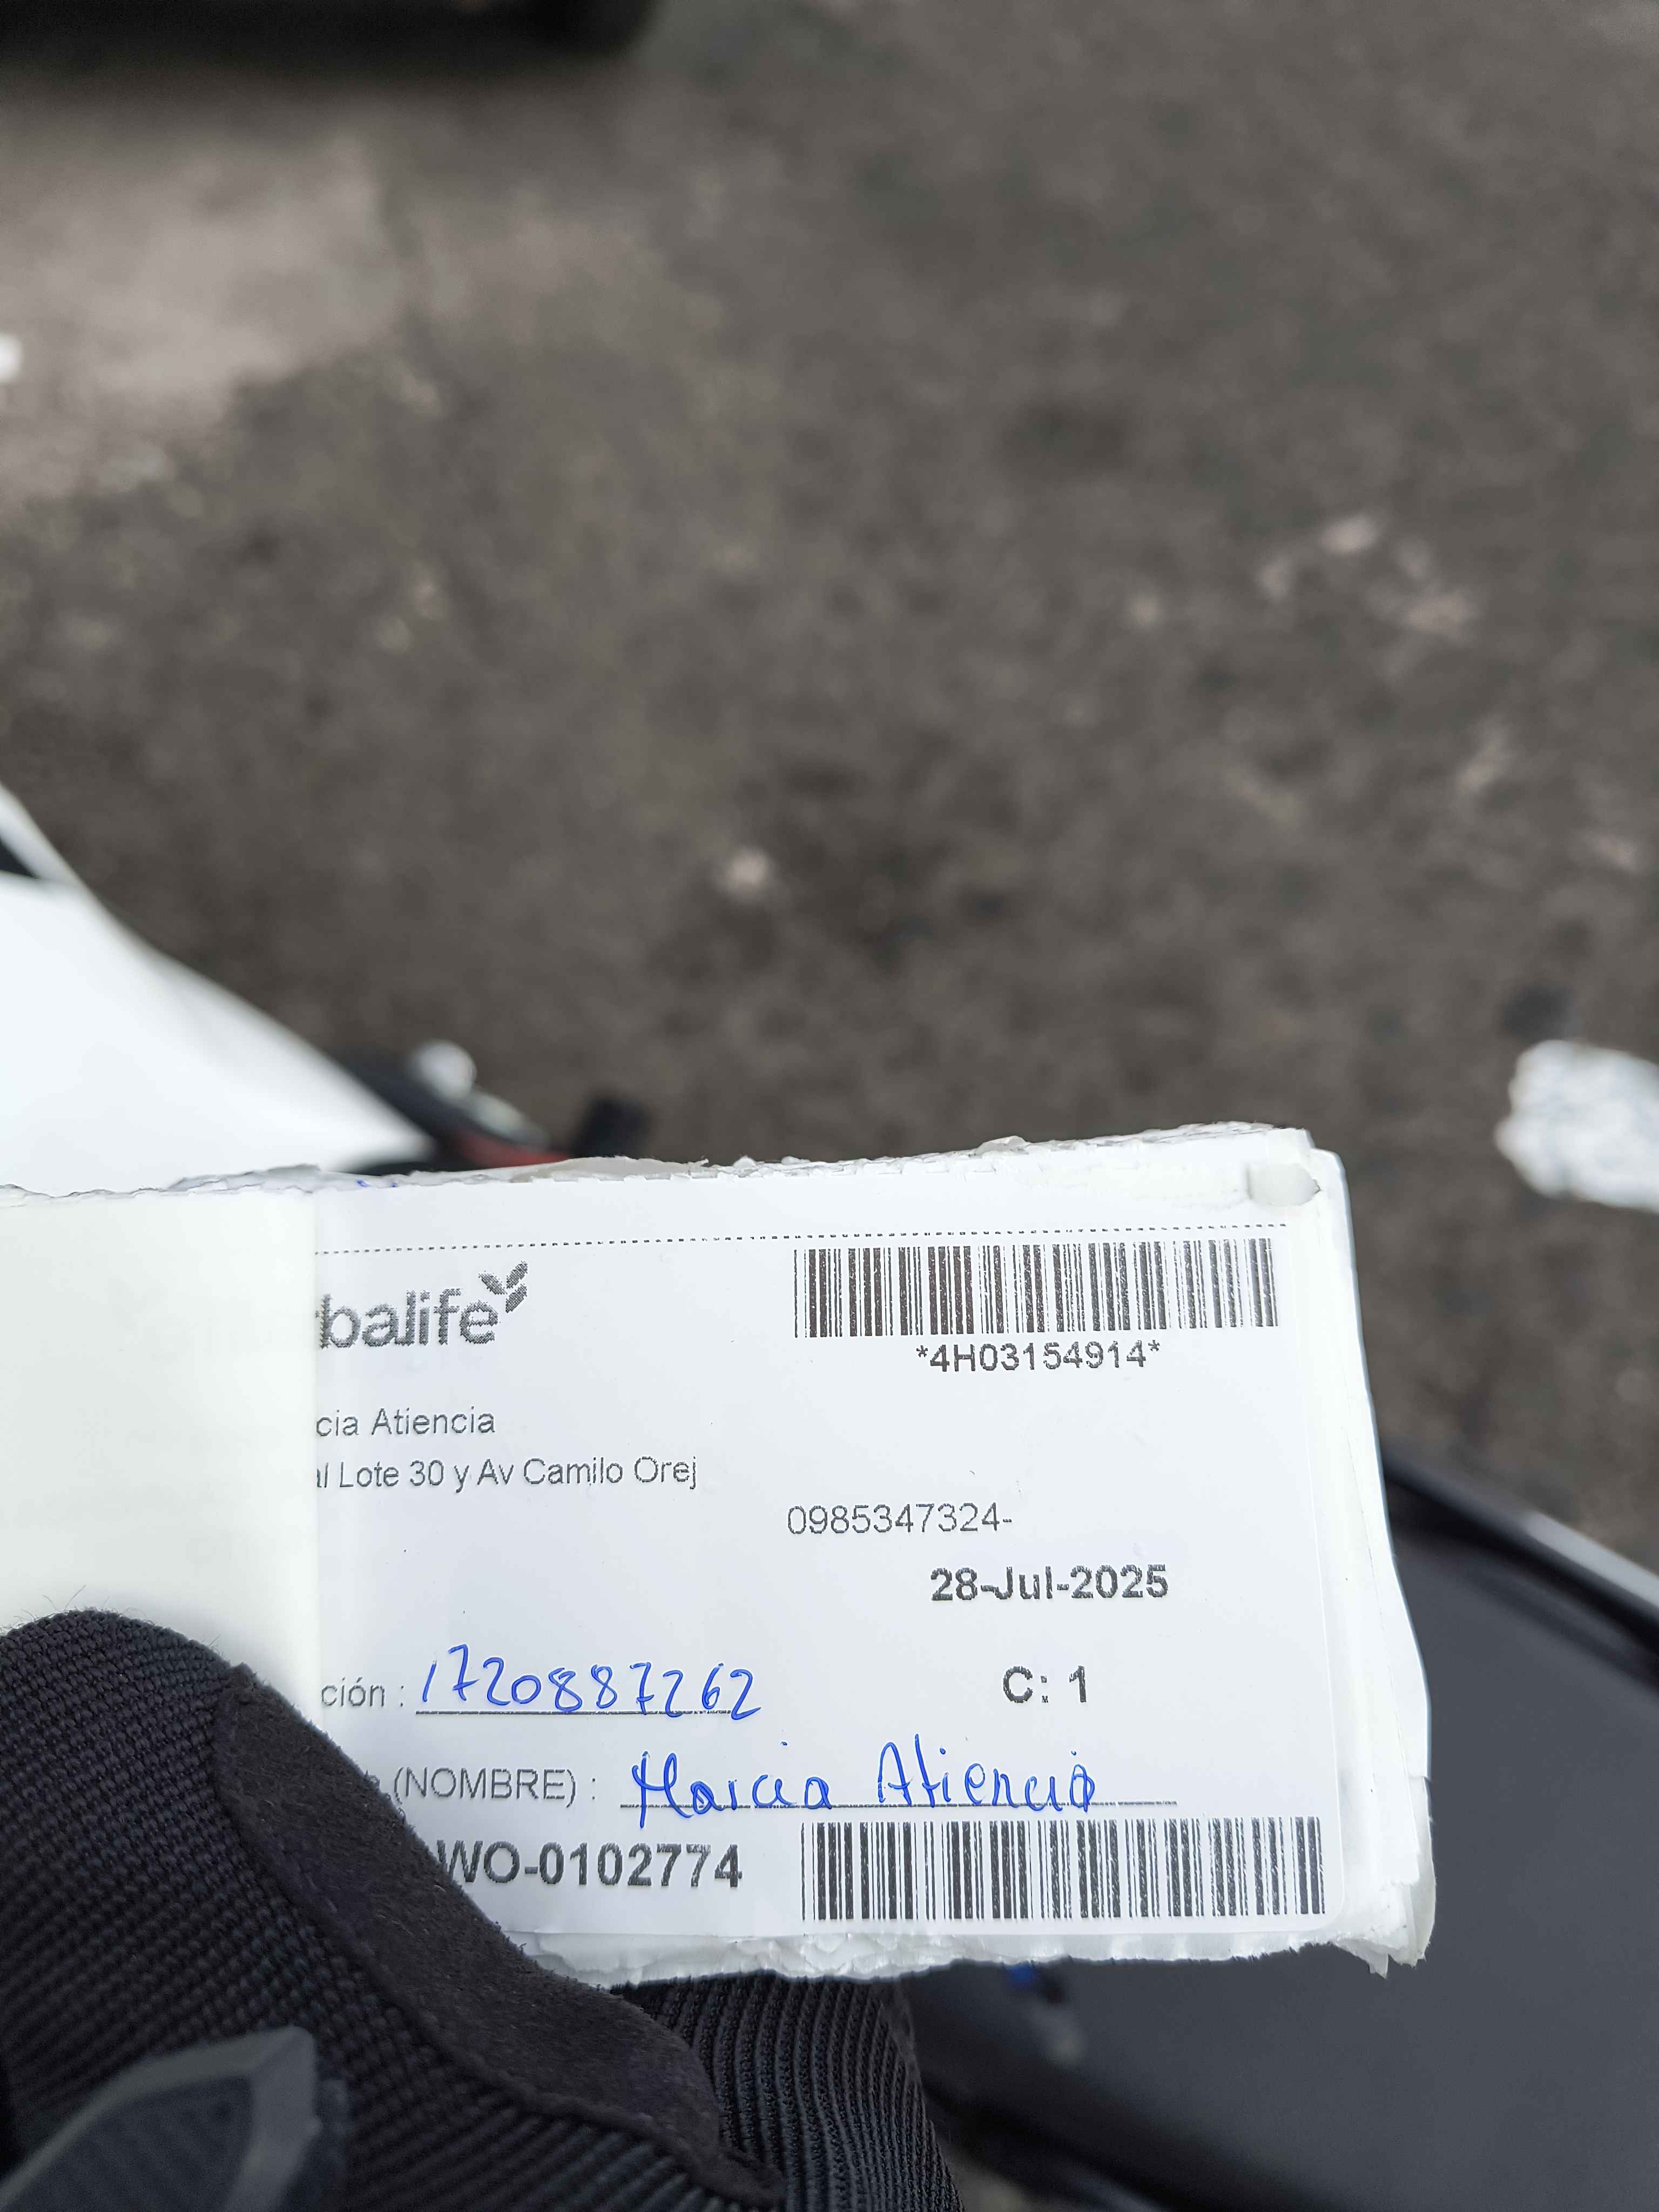 rbalife
*4H03154914*
cia Atiencia
al Lote 30 y Av Camilo Orej
0985347324-
28-Jul-2025
ción : 1720887262
C: 1
(NOMBRE) : Marcia Atiencia
WO-0102774